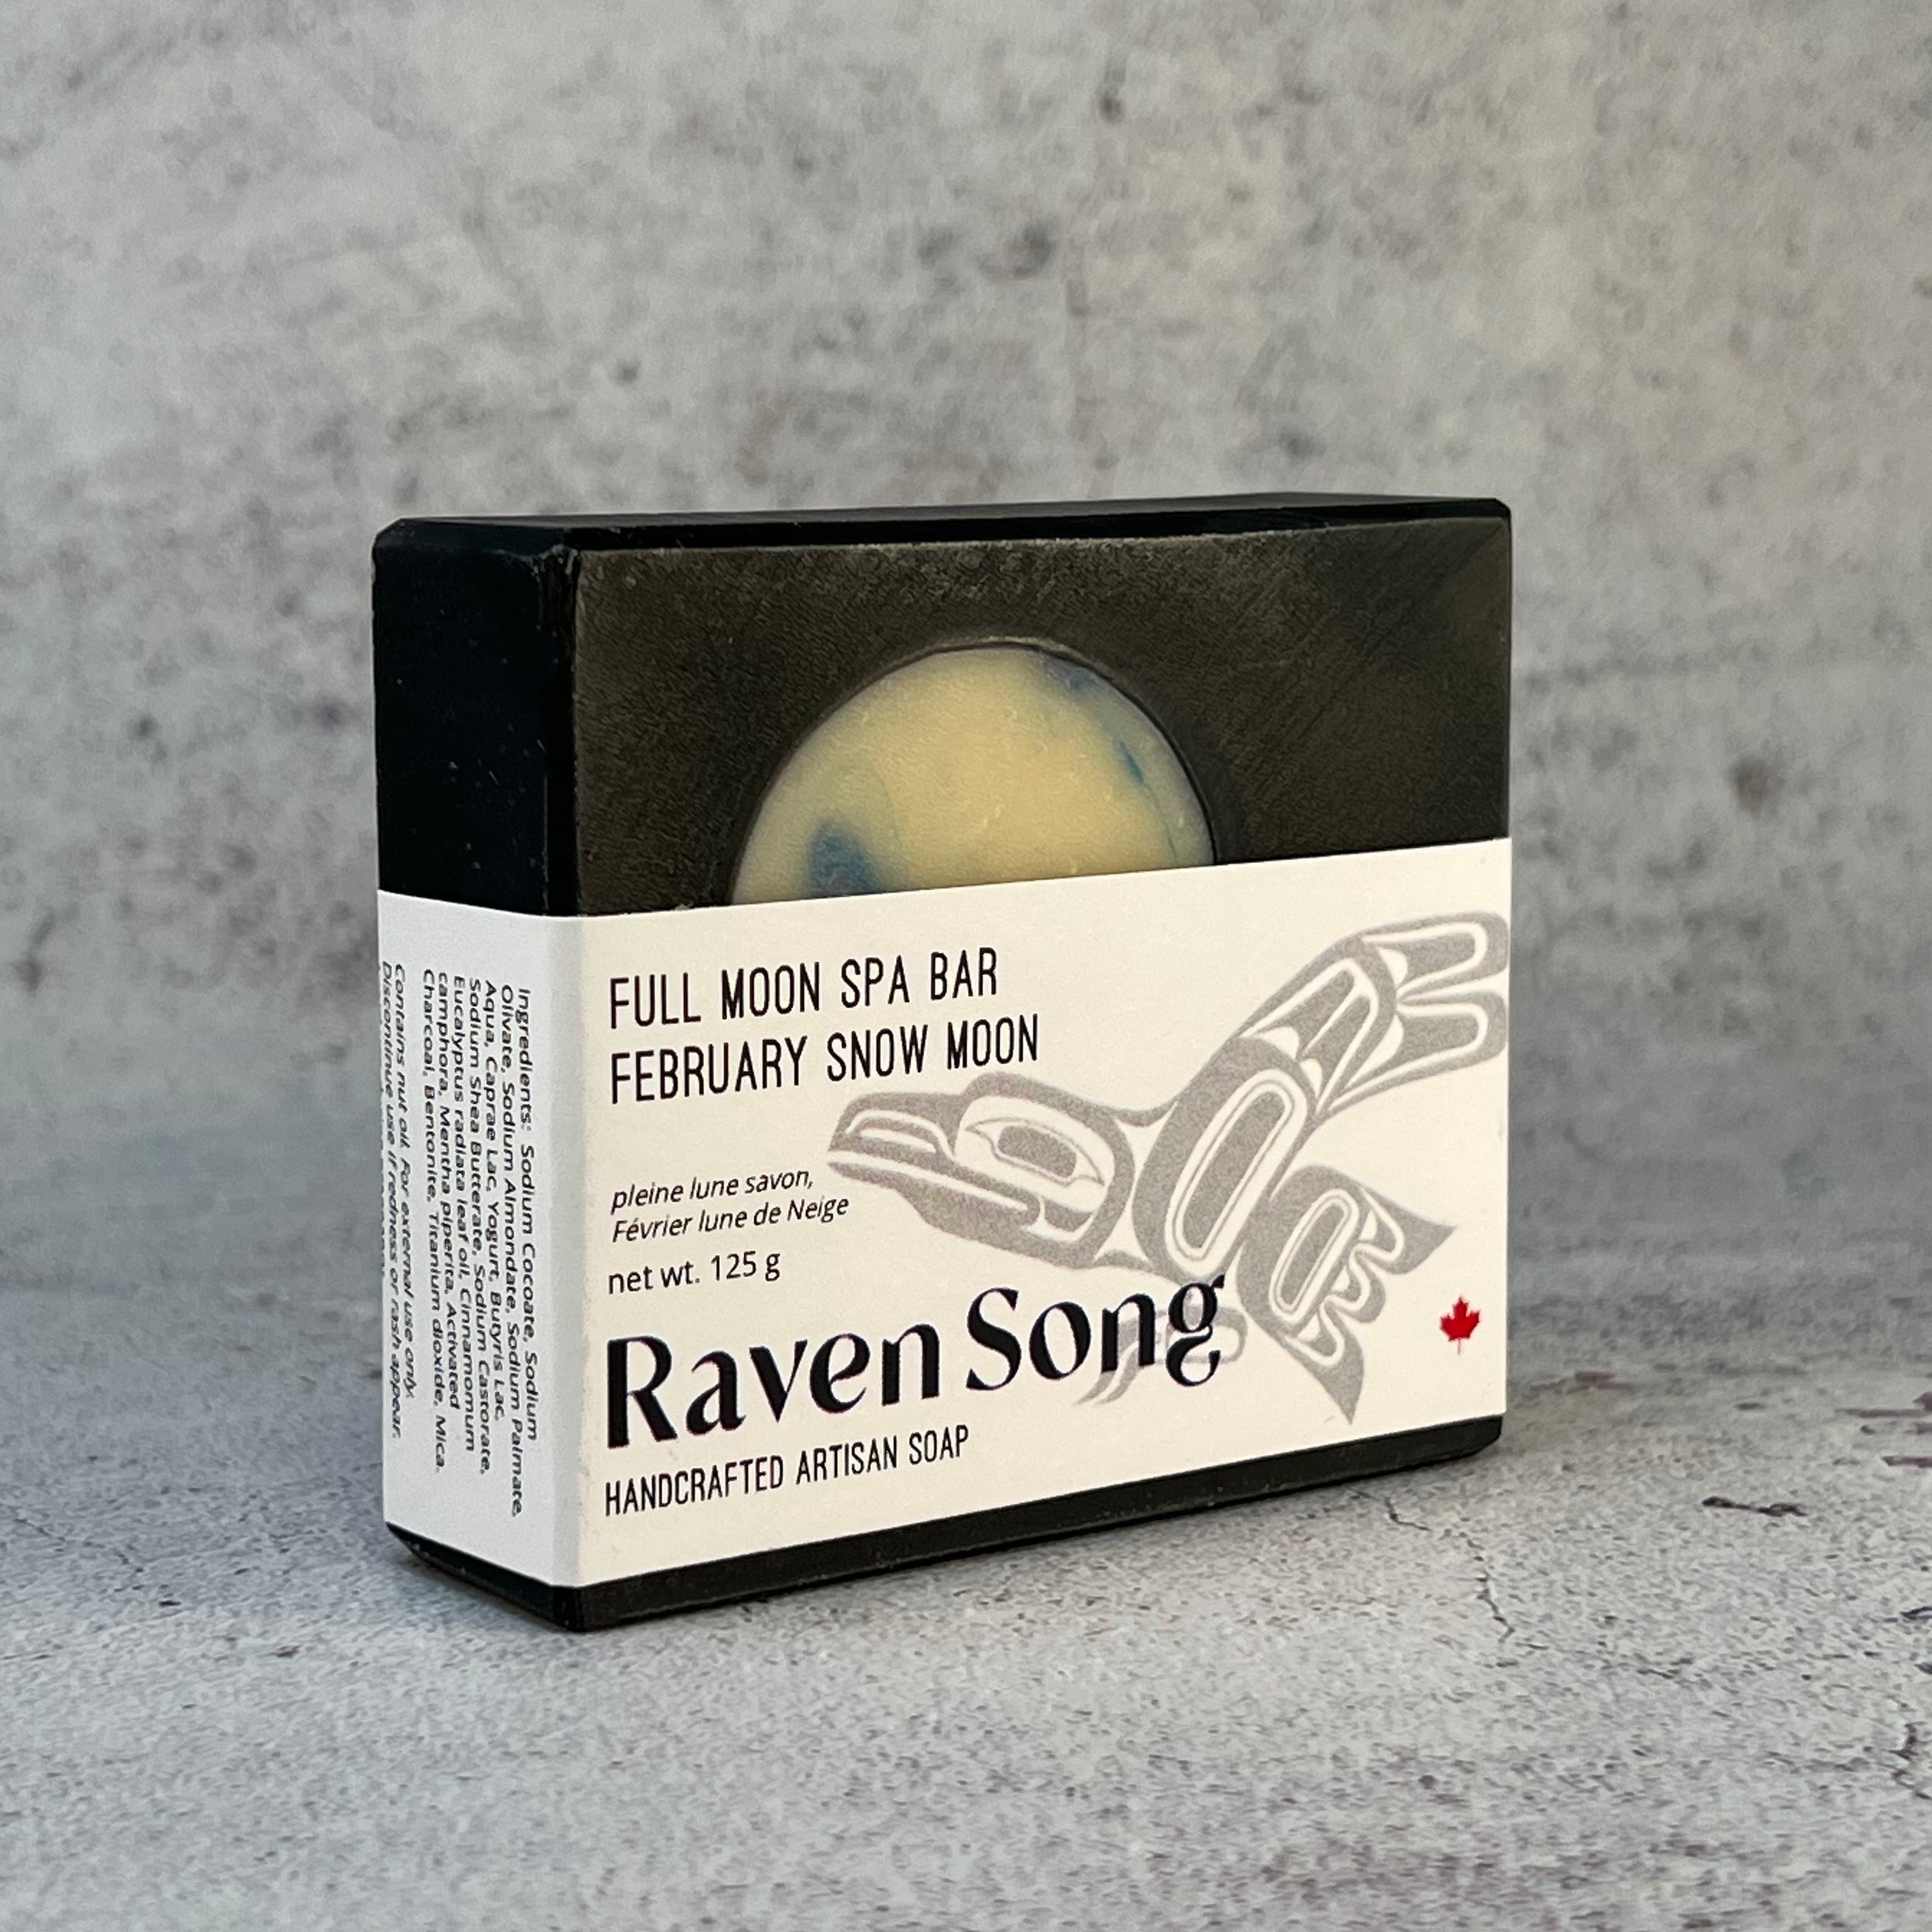 FULL MOON SPA BAR
FEBRUARY SNOW MOON
pleine lune savon,
Février lune de Neige
net wt. 125 g
Raven Song
HANDCRAFTED ARTISAN SOAP
Ingredients: Sodium Cocoate, Sodium
Olivate, Sodium Almondate, Sodium Palmate,
Aqua, Caprae Lac, Yogurt, Butyris Lac,
Sodium Shea Butterate, Sodium Castorate,
Eucalyptus radiata leaf oil, Cinnamomum
camphora, Mentha piperita, Activated
Charcoal, Bentonite, Titanium dioxide, Mica.
Contains nut oil. For external use only.
Discontinue use if redness or rash appear.